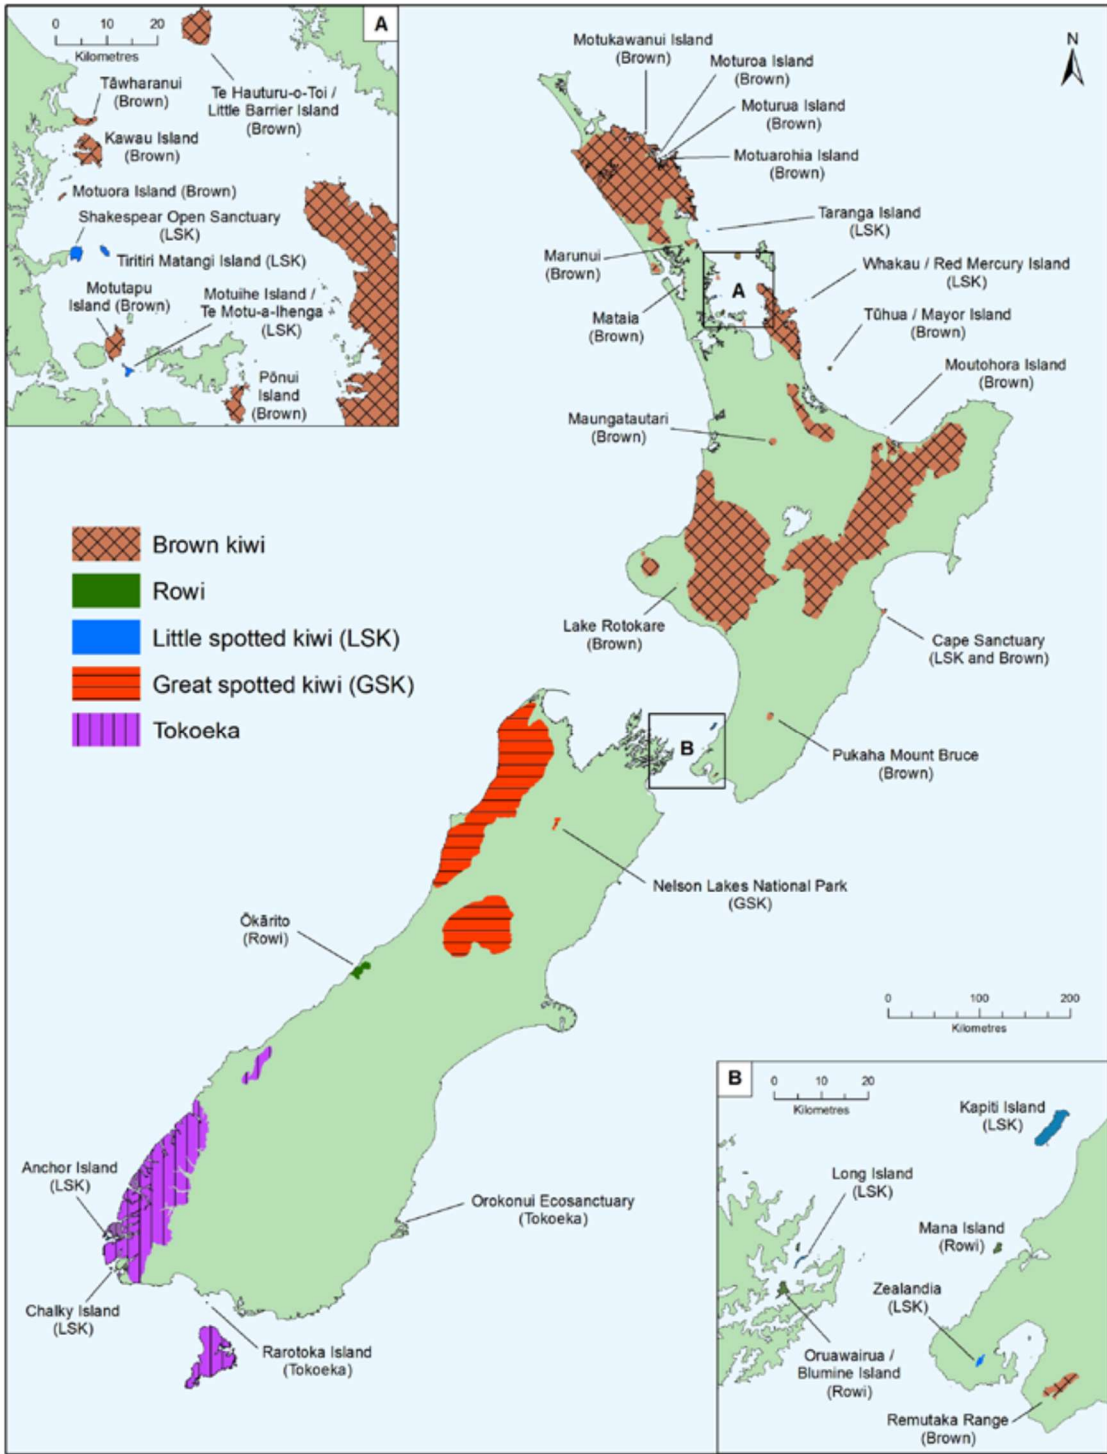 A
0 10 20
Kilometres
Te Hauturu-o-Toi /
Little Barrier Island
(Brown)
Tāwharanui
(Brown)
Kawau Island
(Brown)
Motuora Island (Brown)
Shakespear Open Sanctuary
(LSK)
Tiritiri Matangi Island (LSK)
Motutapu
Island (Brown)
Motuihe Island /
Te Motu-a-Ihenga
(LSK)
Pōnui
Island
(Brown)
N
Motukawanui Island
(Brown)
Moturoa Island
(Brown)
Moturua Island
(Brown)
Motuarohia Island
(Brown)
Taranga Island
(LSK)
Marunui
(Brown)
A
Whakau / Red Mercury Island
(LSK)
Mataia
(Brown)
Tūhua / Mayor Island
(Brown)
Moutohora Island
(Brown)
Maungatautari
(Brown)
Brown kiwi
Rowi
Little spotted kiwi (LSK)
Great spotted kiwi (GSK)
Tokoeka
Lake Rotokare
(Brown)
Cape Sanctuary
(LSK and Brown)
B
Pukaha Mount Bruce
(Brown)
Nelson Lakes National Park
(GSK)
Ōkārito
(Rowi)
0 100 200
Kilometres
Anchor Island
(LSK)
Orokonui Ecosanctuary
(Tokoeka)
Chalky Island
(LSK)
Rarotoka Island
(Tokoeka)
B
0 10 20
Kilometres
Kapiti Island
(LSK)
Long Island
(LSK)
Mana Island
(Rowi)
Zealandia
(LSK)
Oruawairua /
Blumine Island
(Rowi)
Remutaka Range
(Brown)